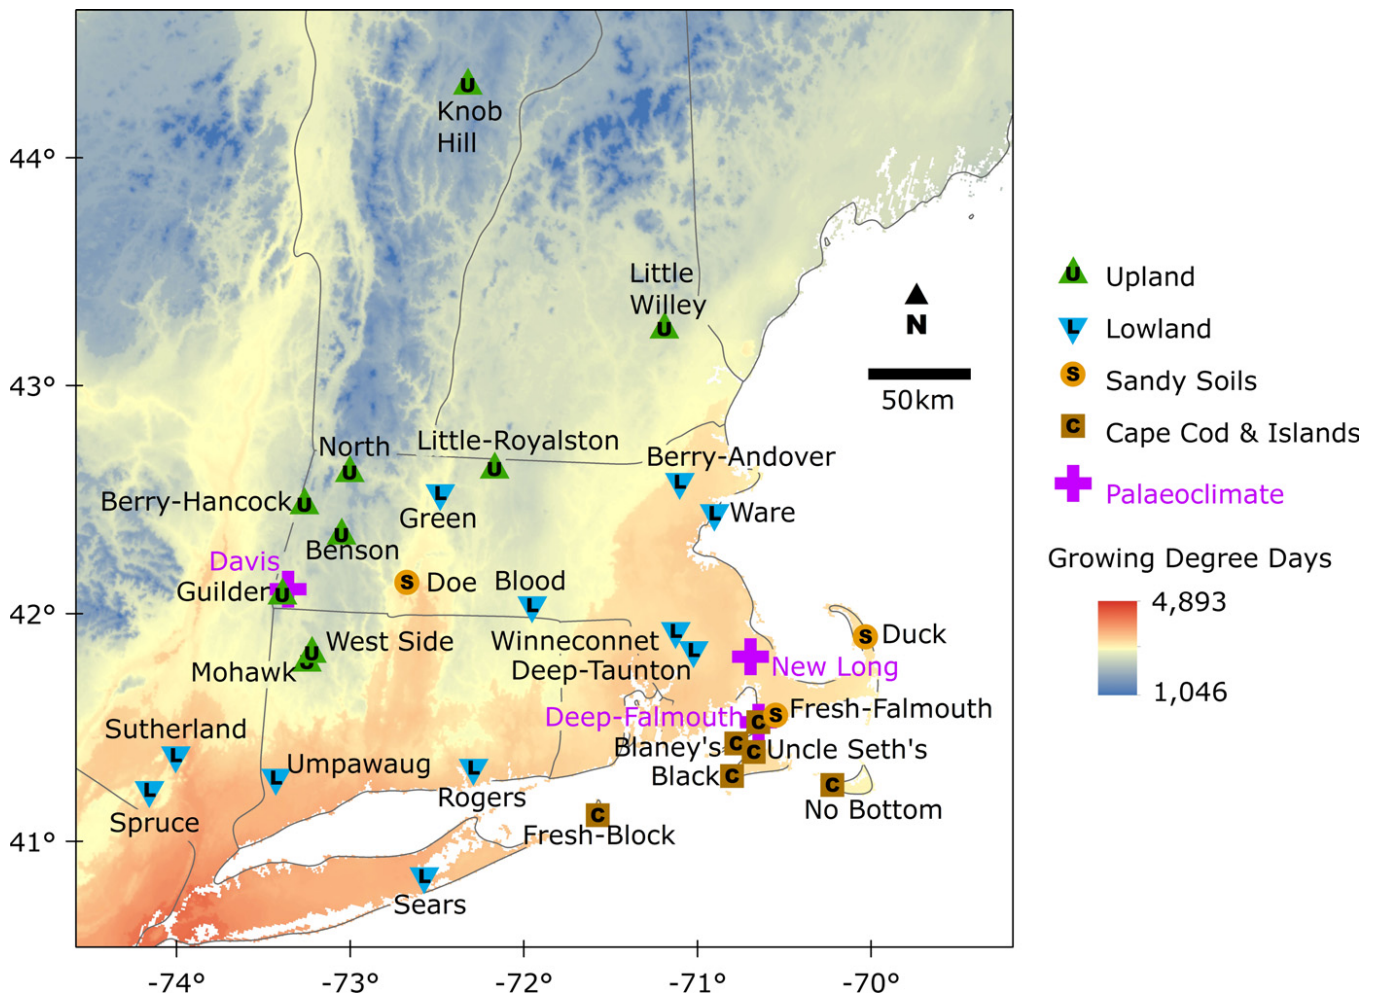 U
Knob
Hill
44°
Little
Willey
U
N
50km
43°
North
U
Little-Royalston
U
Berry-Andover
L
Berry-Hancock
U
L
Green
L
Ware
U
Benson
Davis
Guilder
U
S
Doe
Blood
L
42°
West Side
U
Mohawk
U
Winneconnet
L
Deep-Taunton
L
S
Duck
New Long
Deep-Falmouth
C
S
Fresh-Falmouth
Blaney's
C
C
Uncle Seth's
Black
C
C
No Bottom
Sutherland
L
L
Spruce
L
Umpawaug
L
Rogers
C
Fresh-Block
41°
L
Sears
-74°
-73°
-72°
-71°
-70°
U Upland
L Lowland
S Sandy Soils
C Cape Cod & Islands
Palaeoclimate
Growing Degree Days
4,893
1,046